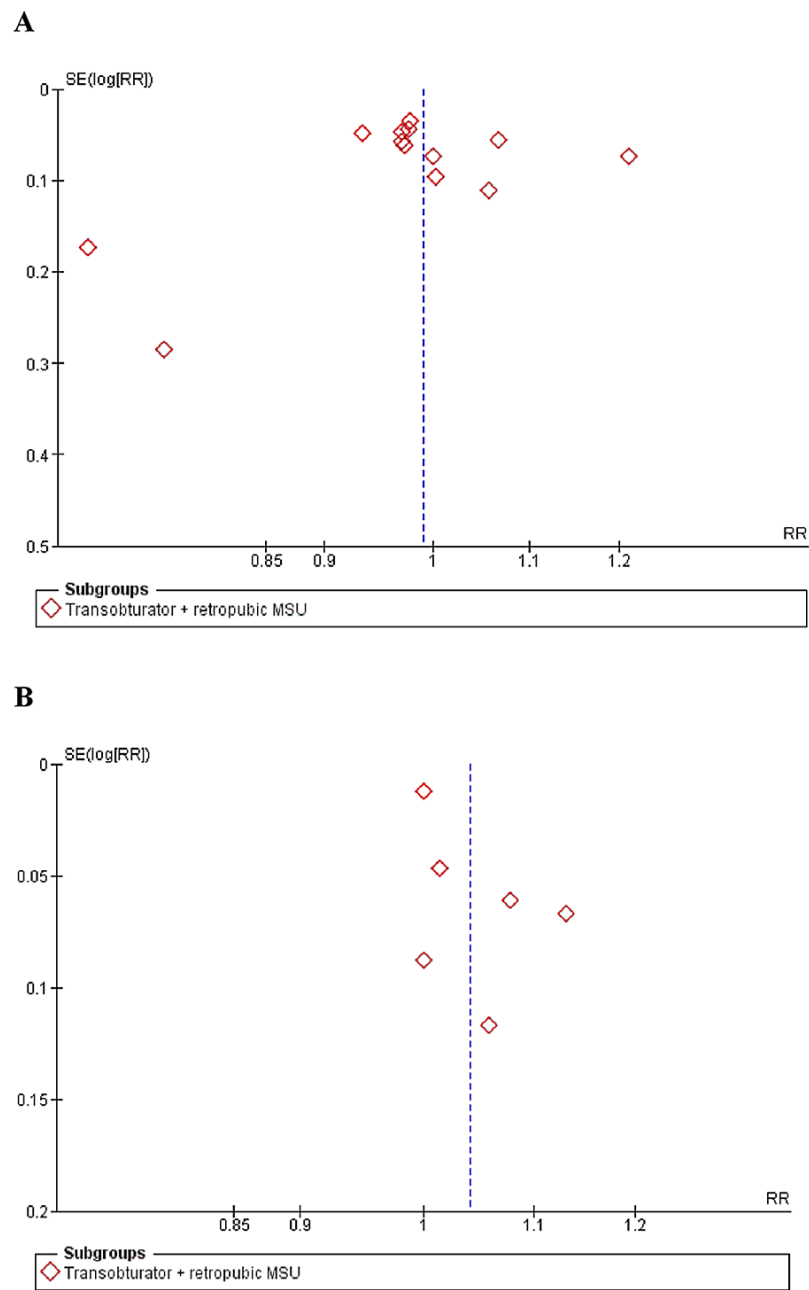 A
SE(log[RR])
0
0.1
0.2
0.3
0.4
0.5
RR
0.85 0.9 1 1.1 1.2
Subgroups
Transobturator + retropubic MSU
B
SE(log[RR])
0
0.05
0.1
0.15
0.2
RR
0.85 0.9 1 1.1 1.2
Subgroups
Transobturator + retropubic MSU